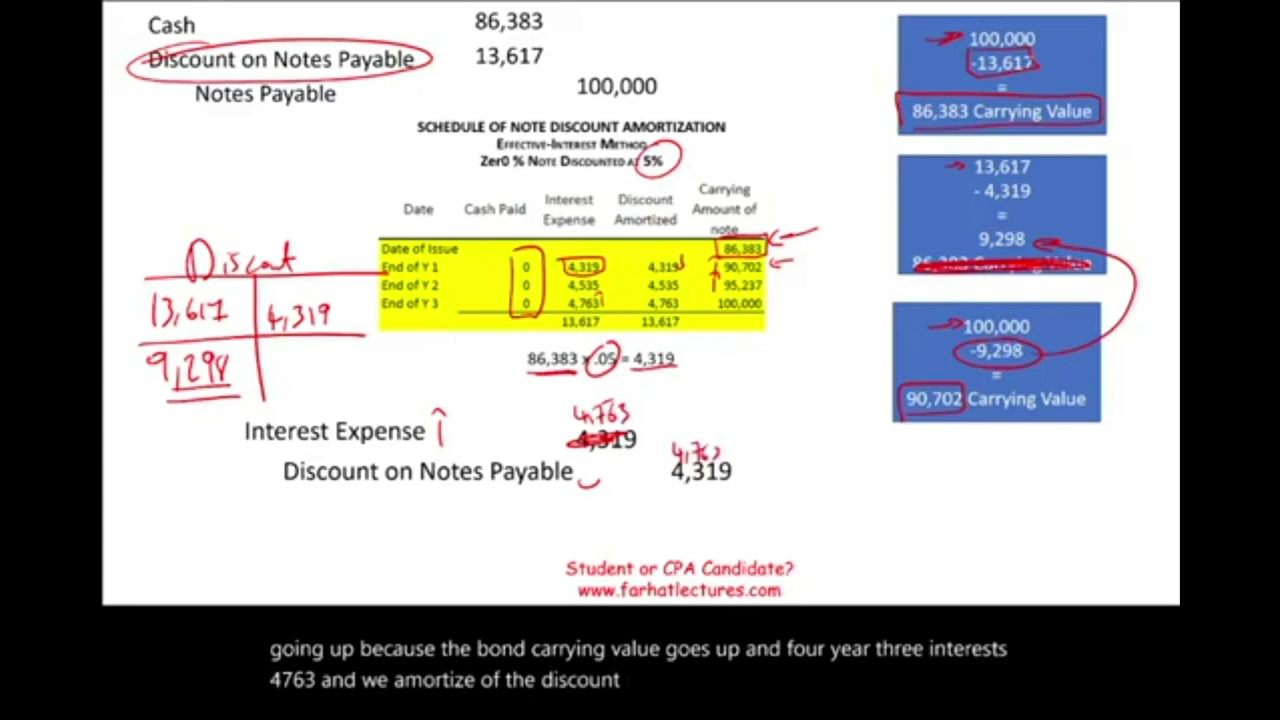 Cash 86,383
Discount on Notes Payable 13,617
Notes Payable 100,000
SCHEDULE OF NOTE DISCOUNT AMORTIZATION
EFFECTIVE-INTEREST METHOD
Zer0 % NOTE DISCOUNTED AT 5%
Date Cash Paid Interest Expense Discount Amortized Carrying Amount of note
Date of Issue 86,383
End of Y 1 0 4,319 4,319 90,702
End of Y 2 0 4,535 4,535 95,237
End of Y 3 0 4,763 4,763 100,000
13,617 13,617
86,383 x .05 = 4,319
Discout
13,617 4,319
9,298
4,763
Interest Expense 4,319
4,763
Discount on Notes Payable 4,319
100,000
-13,617
=
86,383 Carrying Value
13,617
- 4,319
=
9,298
86,383 Carrying Value
100,000
-9,298
=
90,702 Carrying Value
Student or CPA Candidate?
www.farhatlectures.com
going up because the bond carrying value goes up and four year three interests
4763 and we amortize of the discount